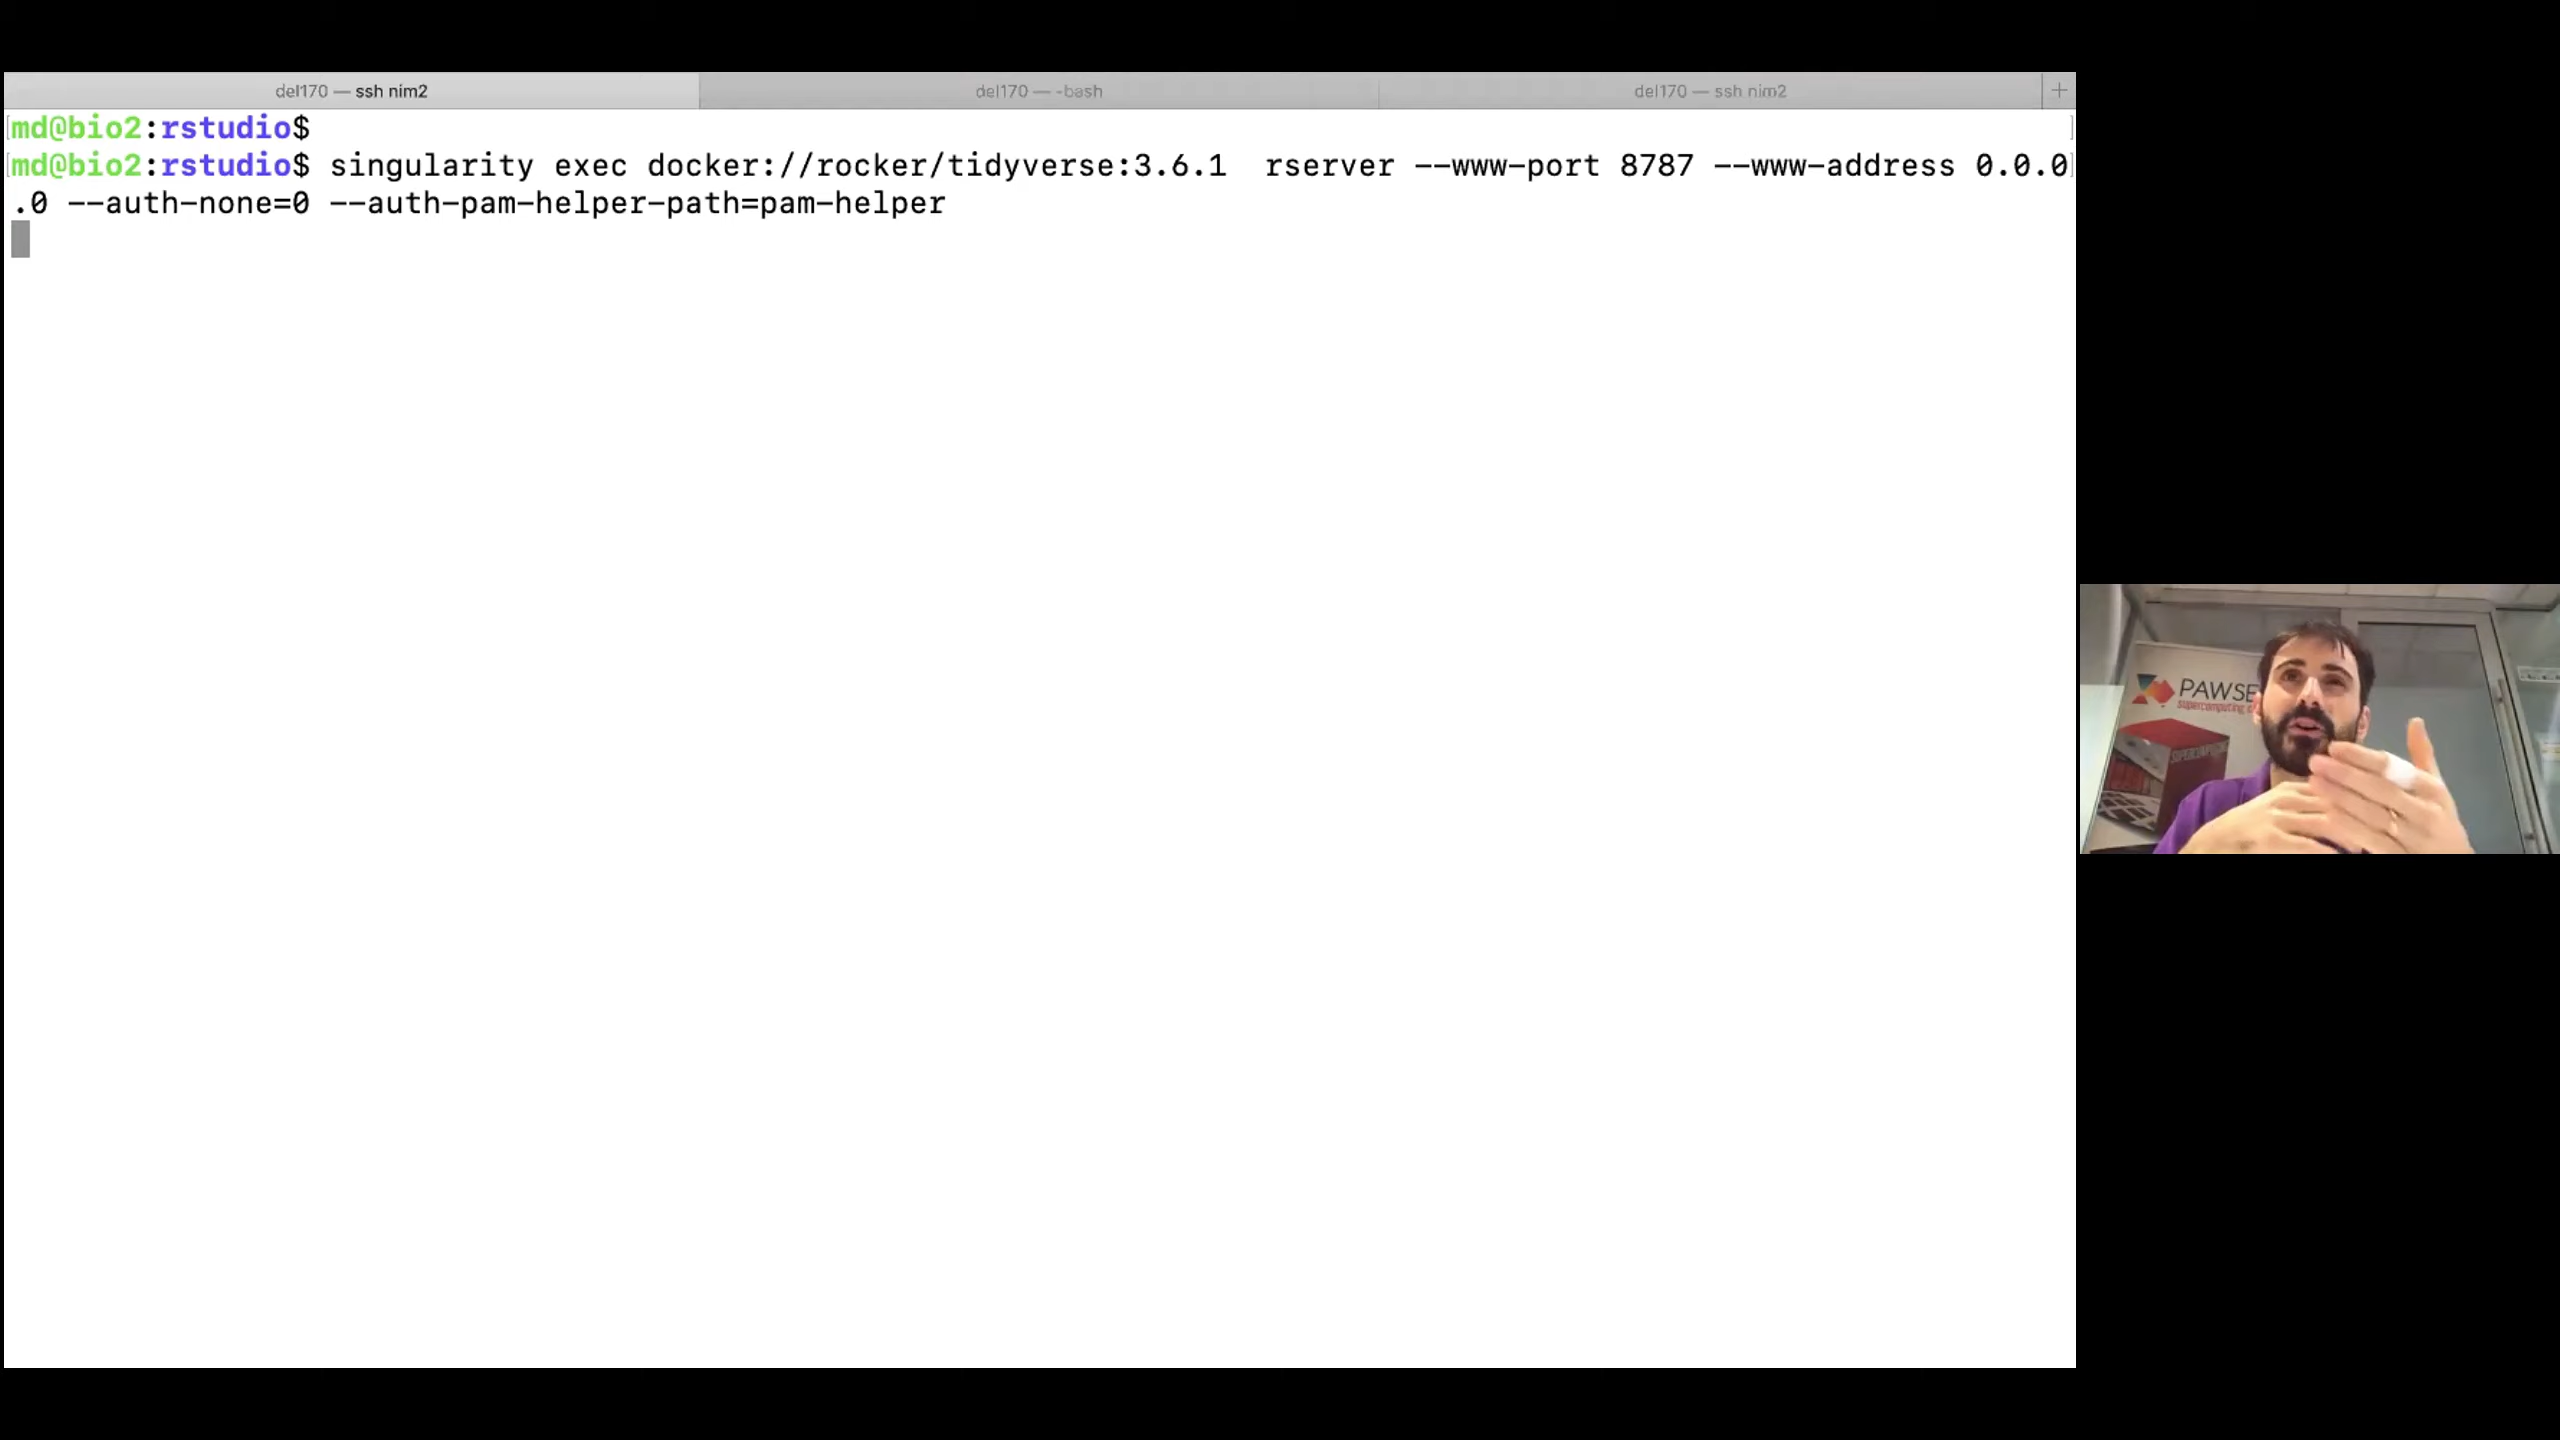 del170 — ssh nim2
del170 — -bash
del170 — ssh nim2
+
md@bio2:rstudio$
md@bio2:rstudio$ singularity exec docker://rocker/tidyverse:3.6.1  rserver --www-port 8787 --www-address 0.0.0
.0 --auth-none=0 --auth-pam-helper-path=pam-helper
PAWSE
supercomputing